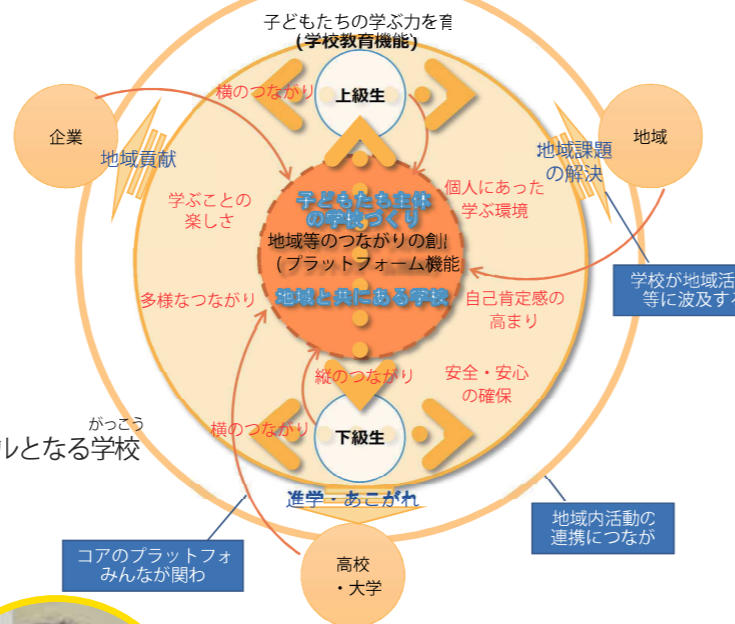 子どもたちの学ぶ力を育
(学校教育機能)
横のつながり
上級生
企業
地域
地域貢献
地域課題
の解決
学ぶことの
楽しさ
個人にあった
学ぶ環境
子どもたち主体
の学校づくり
地域等のつながりの創
(プラットフォーム機能
地域と共にある学校
多様なつながり
自己肯定感の
高まり
学校が地域活
等に波及する
縦のつながり
安全・安心
の確保
横のつながり
下級生
がっこう
ルとなる学校
進学・あこがれ
地域内活動の
連携につなが
コアのプラットフォ
みんなが関わ
高校
・大学